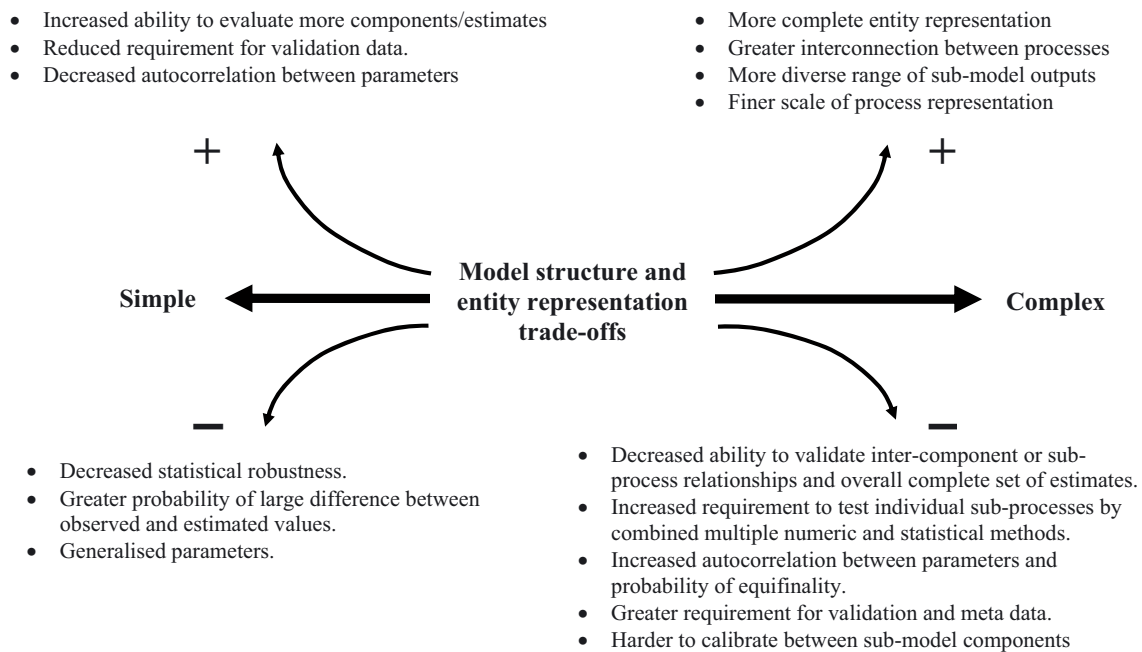 • Increased ability to evaluate more components/estimates
• Reduced requirement for validation data.
• Decreased autocorrelation between parameters
• More complete entity representation
• Greater interconnection between processes
• More diverse range of sub-model outputs
• Finer scale of process representation
+
+
Simple
Model structure and
entity representation
trade-offs
Complex
–
–
• Decreased statistical robustness.
• Greater probability of large difference between
observed and estimated values.
• Generalised parameters.
• Decreased ability to validate inter-component or sub-
process relationships and overall complete set of estimates.
• Increased requirement to test individual sub-processes by
combined multiple numeric and statistical methods.
• Increased autocorrelation between parameters and
probability of equifinality.
• Greater requirement for validation and meta data.
• Harder to calibrate between sub-model components